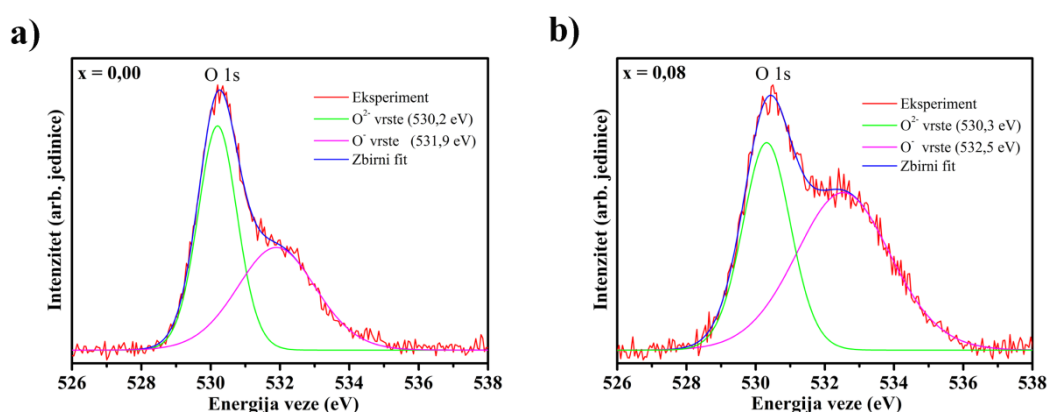 a)
x = 0,00
O 1s
Eksperiment
O²⁻ vrste (530,2 eV)
O⁻ vrste (531,9 eV)
Zbirni fit
Intenzitet (arb. jedinice)
526 528 530 532 534 536 538
Energija veze (eV)
b)
x = 0,08
O 1s
Eksperiment
O²⁻ vrste (530,3 eV)
O⁻ vrste (532,5 eV)
Zbirni fit
Intenzitet (arb. jedinice)
526 528 530 532 534 536 538
Energija veze (eV)